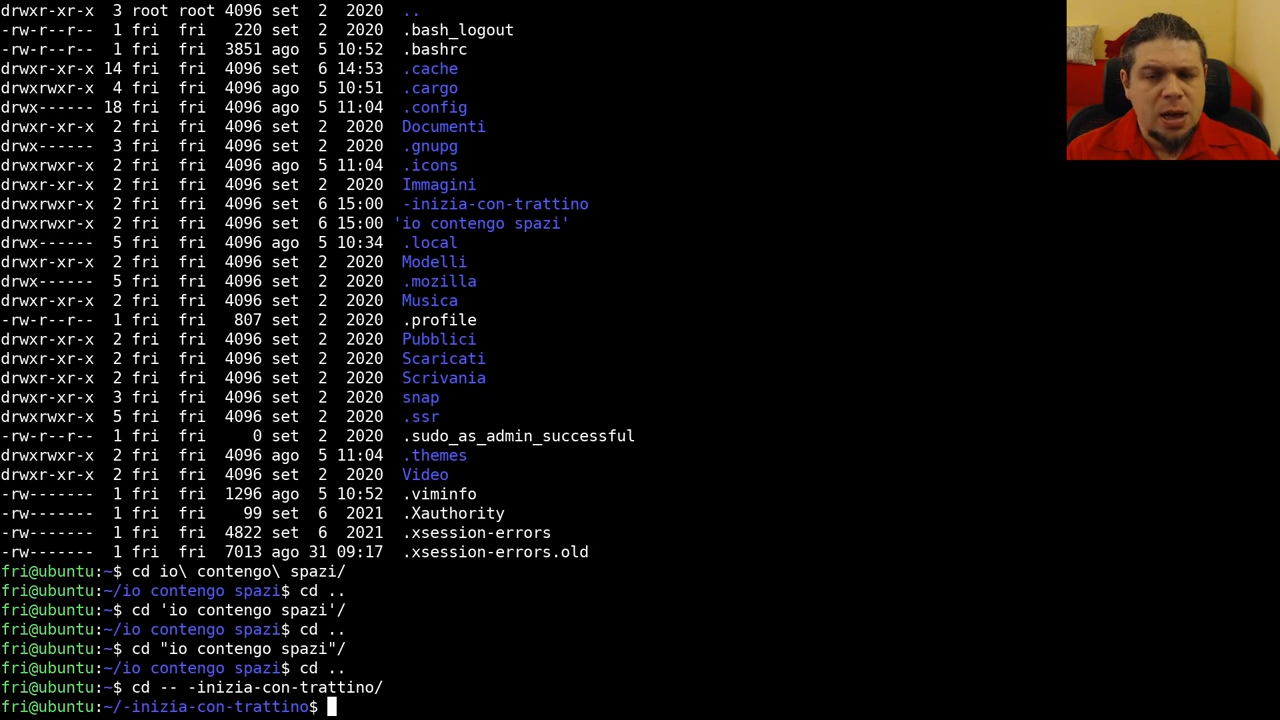 drwxr-xr-x  3 root root 4096 set  2  2020  ..
-rw-r--r--  1 fri  fri   220 set  2  2020  .bash_logout
-rw-r--r--  1 fri  fri  3851 ago  5 10:52  .bashrc
drwxr-xr-x 14 fri  fri  4096 set  6 14:53  .cache
drwxrwxr-x  4 fri  fri  4096 ago  5 10:51  .cargo
drwx------ 18 fri  fri  4096 ago  5 11:04  .config
drwxr-xr-x  2 fri  fri  4096 set  2  2020  Documenti
drwx------  3 fri  fri  4096 set  2  2020  .gnupg
drwxrwxr-x  2 fri  fri  4096 ago  5 11:04  .icons
drwxr-xr-x  2 fri  fri  4096 set  2  2020  Immagini
drwxrwxr-x  2 fri  fri  4096 set  6 15:00  -inizia-con-trattino
drwxrwxr-x  2 fri  fri  4096 set  6 15:00 'io contengo spazi'
drwx------  5 fri  fri  4096 ago  5 10:34  .local
drwxr-xr-x  2 fri  fri  4096 set  2  2020  Modelli
drwx------  5 fri  fri  4096 set  2  2020  .mozilla
drwxr-xr-x  2 fri  fri  4096 set  2  2020  Musica
-rw-r--r--  1 fri  fri   807 set  2  2020  .profile
drwxr-xr-x  2 fri  fri  4096 set  2  2020  Pubblici
drwxr-xr-x  2 fri  fri  4096 set  2  2020  Scaricati
drwxr-xr-x  2 fri  fri  4096 set  2  2020  Scrivania
drwxr-xr-x  3 fri  fri  4096 set  2  2020  snap
drwxrwxr-x  5 fri  fri  4096 set  2  2020  .ssr
-rw-r--r--  1 fri  fri     0 set  2  2020  .sudo_as_admin_successful
drwxrwxr-x  2 fri  fri  4096 ago  5 11:04  .themes
drwxr-xr-x  2 fri  fri  4096 set  2  2020  Video
-rw-------  1 fri  fri  1296 ago  5 10:52  .viminfo
-rw-------  1 fri  fri    99 set  6  2021  .Xauthority
-rw-------  1 fri  fri  4822 set  6  2021  .xsession-errors
-rw-------  1 fri  fri  7013 ago 31 09:17  .xsession-errors.old
fri@ubuntu:~$ cd io\ contengo\ spazi/
fri@ubuntu:~/io contengo spazi$ cd ..
fri@ubuntu:~$ cd 'io contengo spazi'/
fri@ubuntu:~/io contengo spazi$ cd ..
fri@ubuntu:~$ cd "io contengo spazi"/
fri@ubuntu:~/io contengo spazi$ cd ..
fri@ubuntu:~$ cd -- -inizia-con-trattino/
fri@ubuntu:~/-inizia-con-trattino$